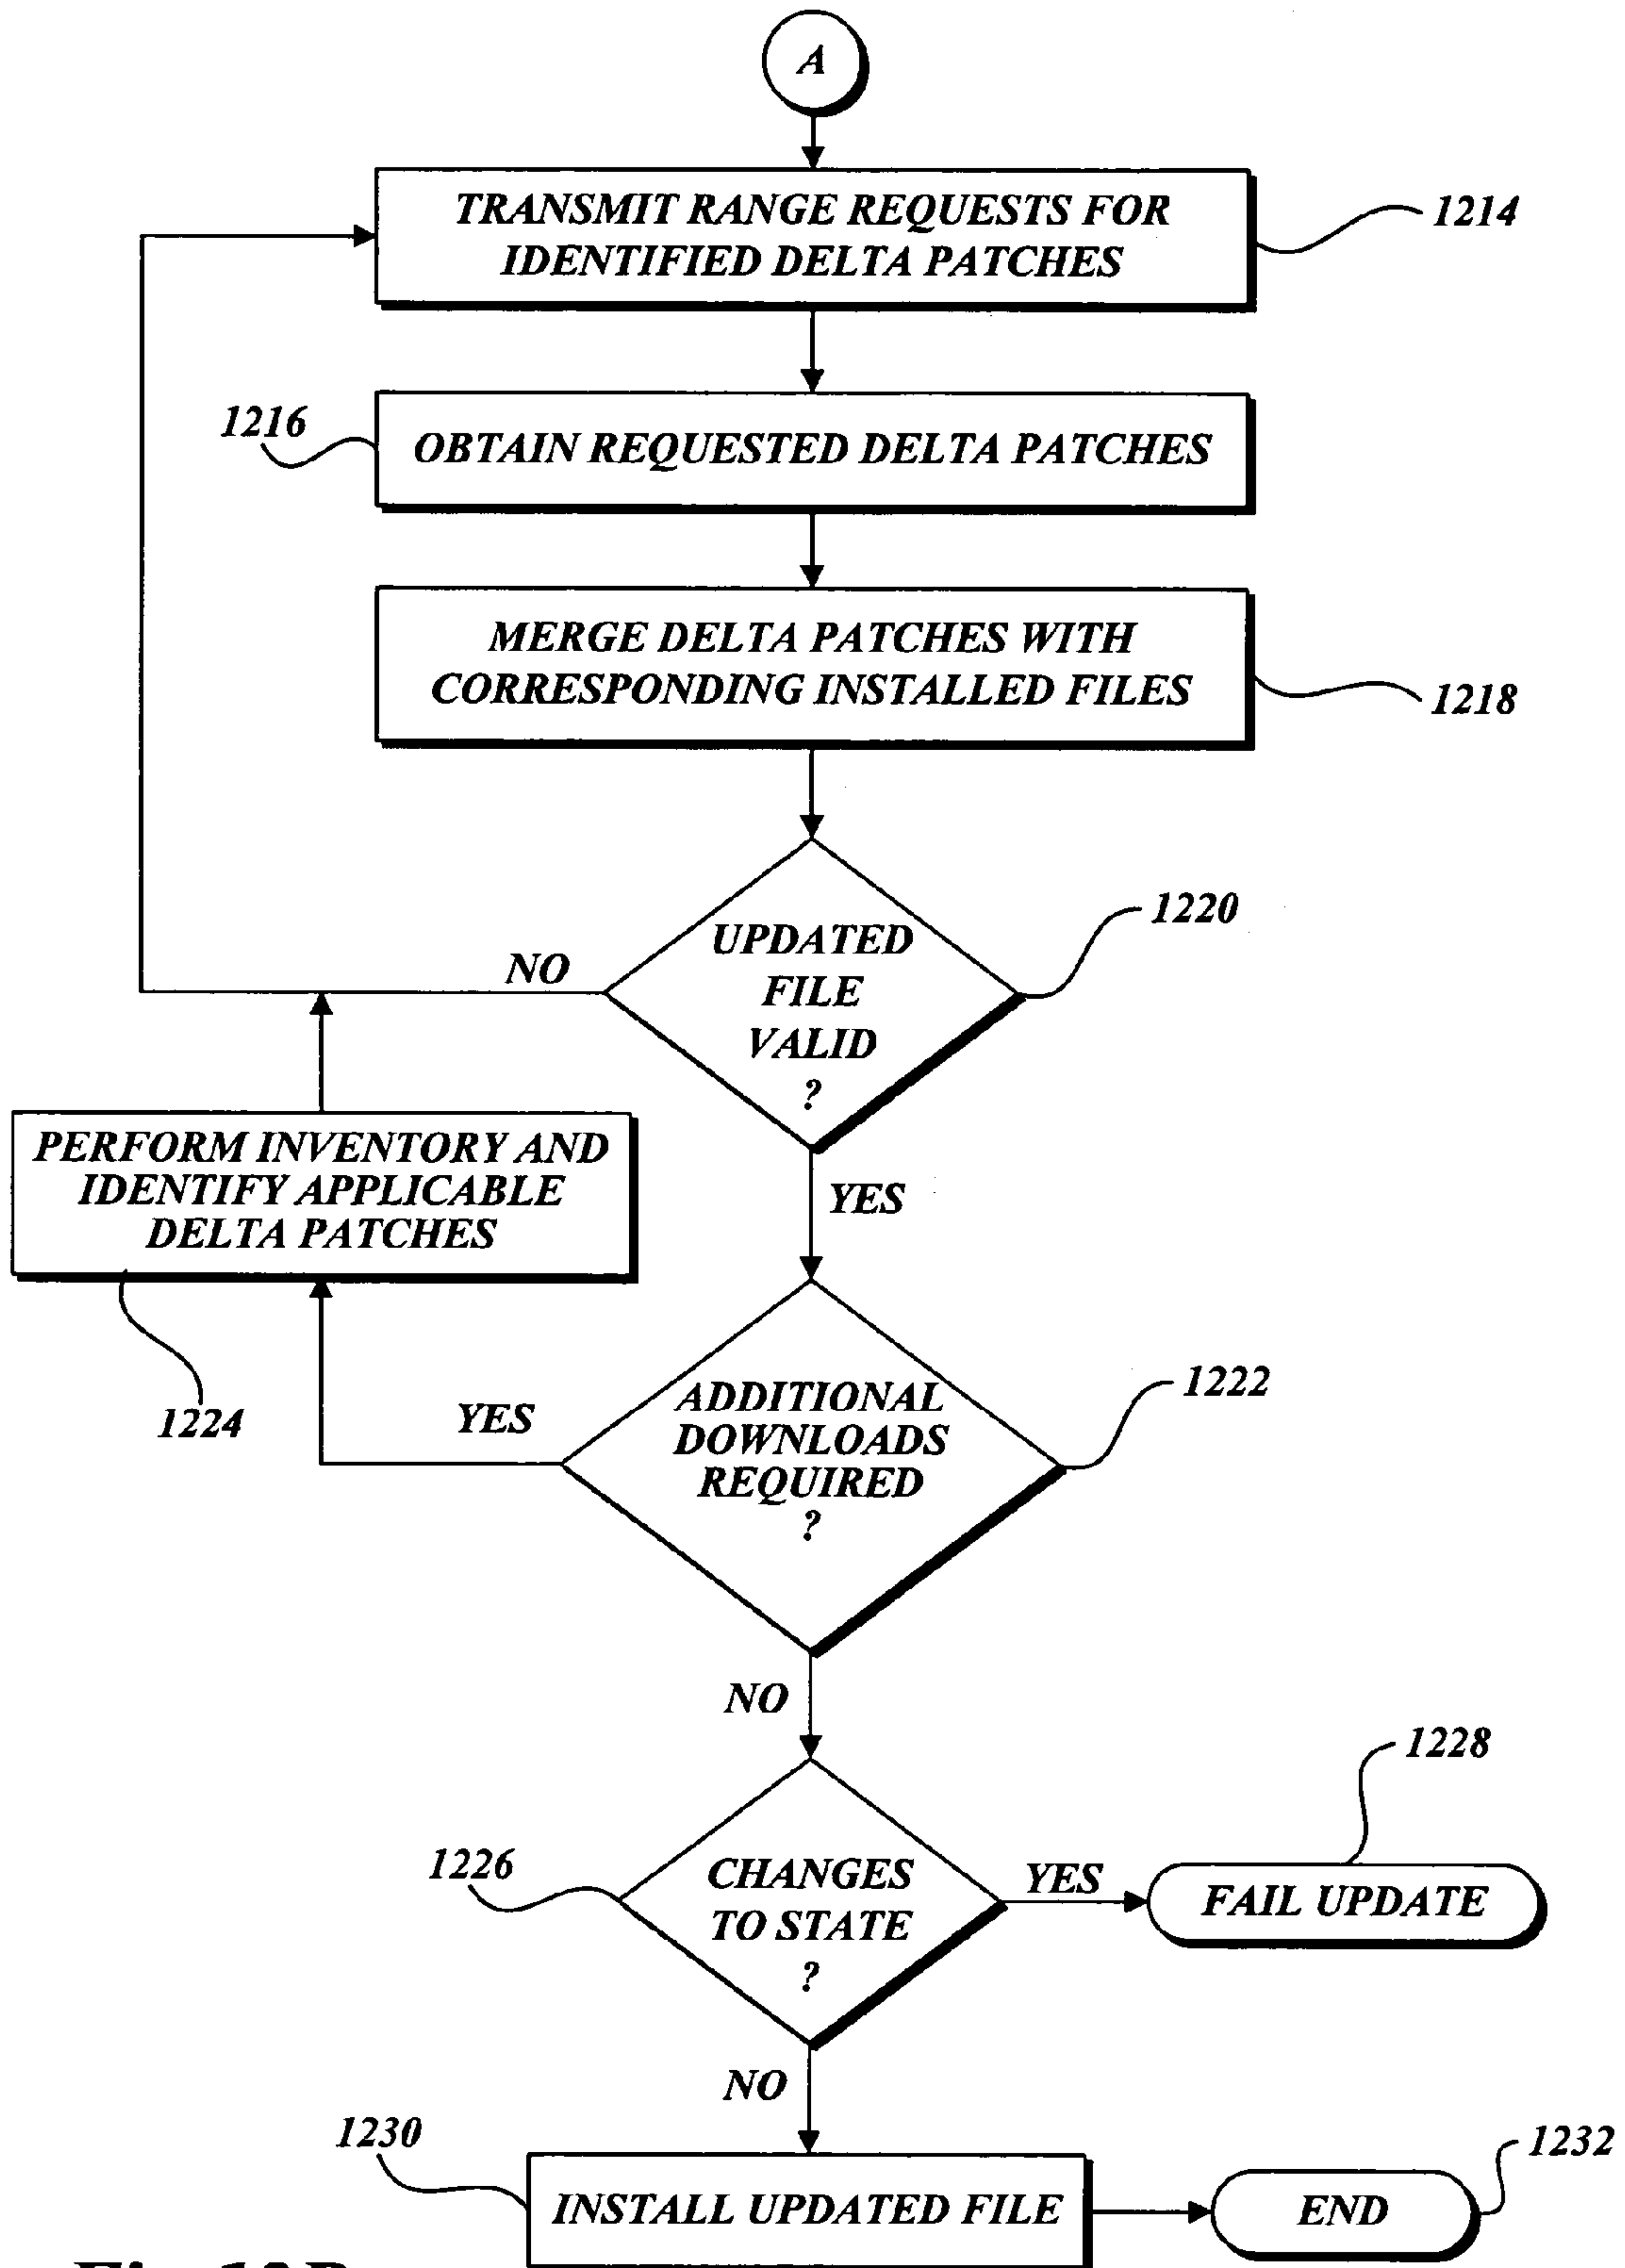 A
TRANSMIT RANGE REQUESTS FOR
IDENTIFIED DELTA PATCHES
1214
1216
OBTAIN REQUESTED DELTA PATCHES
MERGE DELTA PATCHES WITH
CORRESPONDING INSTALLED FILES
1218
UPDATED
FILE
VALID
?
1220
NO
YES
PERFORM INVENTORY AND
IDENTIFY APPLICABLE
DELTA PATCHES
1224
YES
ADDITIONAL
DOWNLOADS
REQUIRED
?
1222
NO
1226
CHANGES
TO STATE
?
YES
1228
FAIL UPDATE
NO
1230
INSTALL UPDATED FILE
END
1232